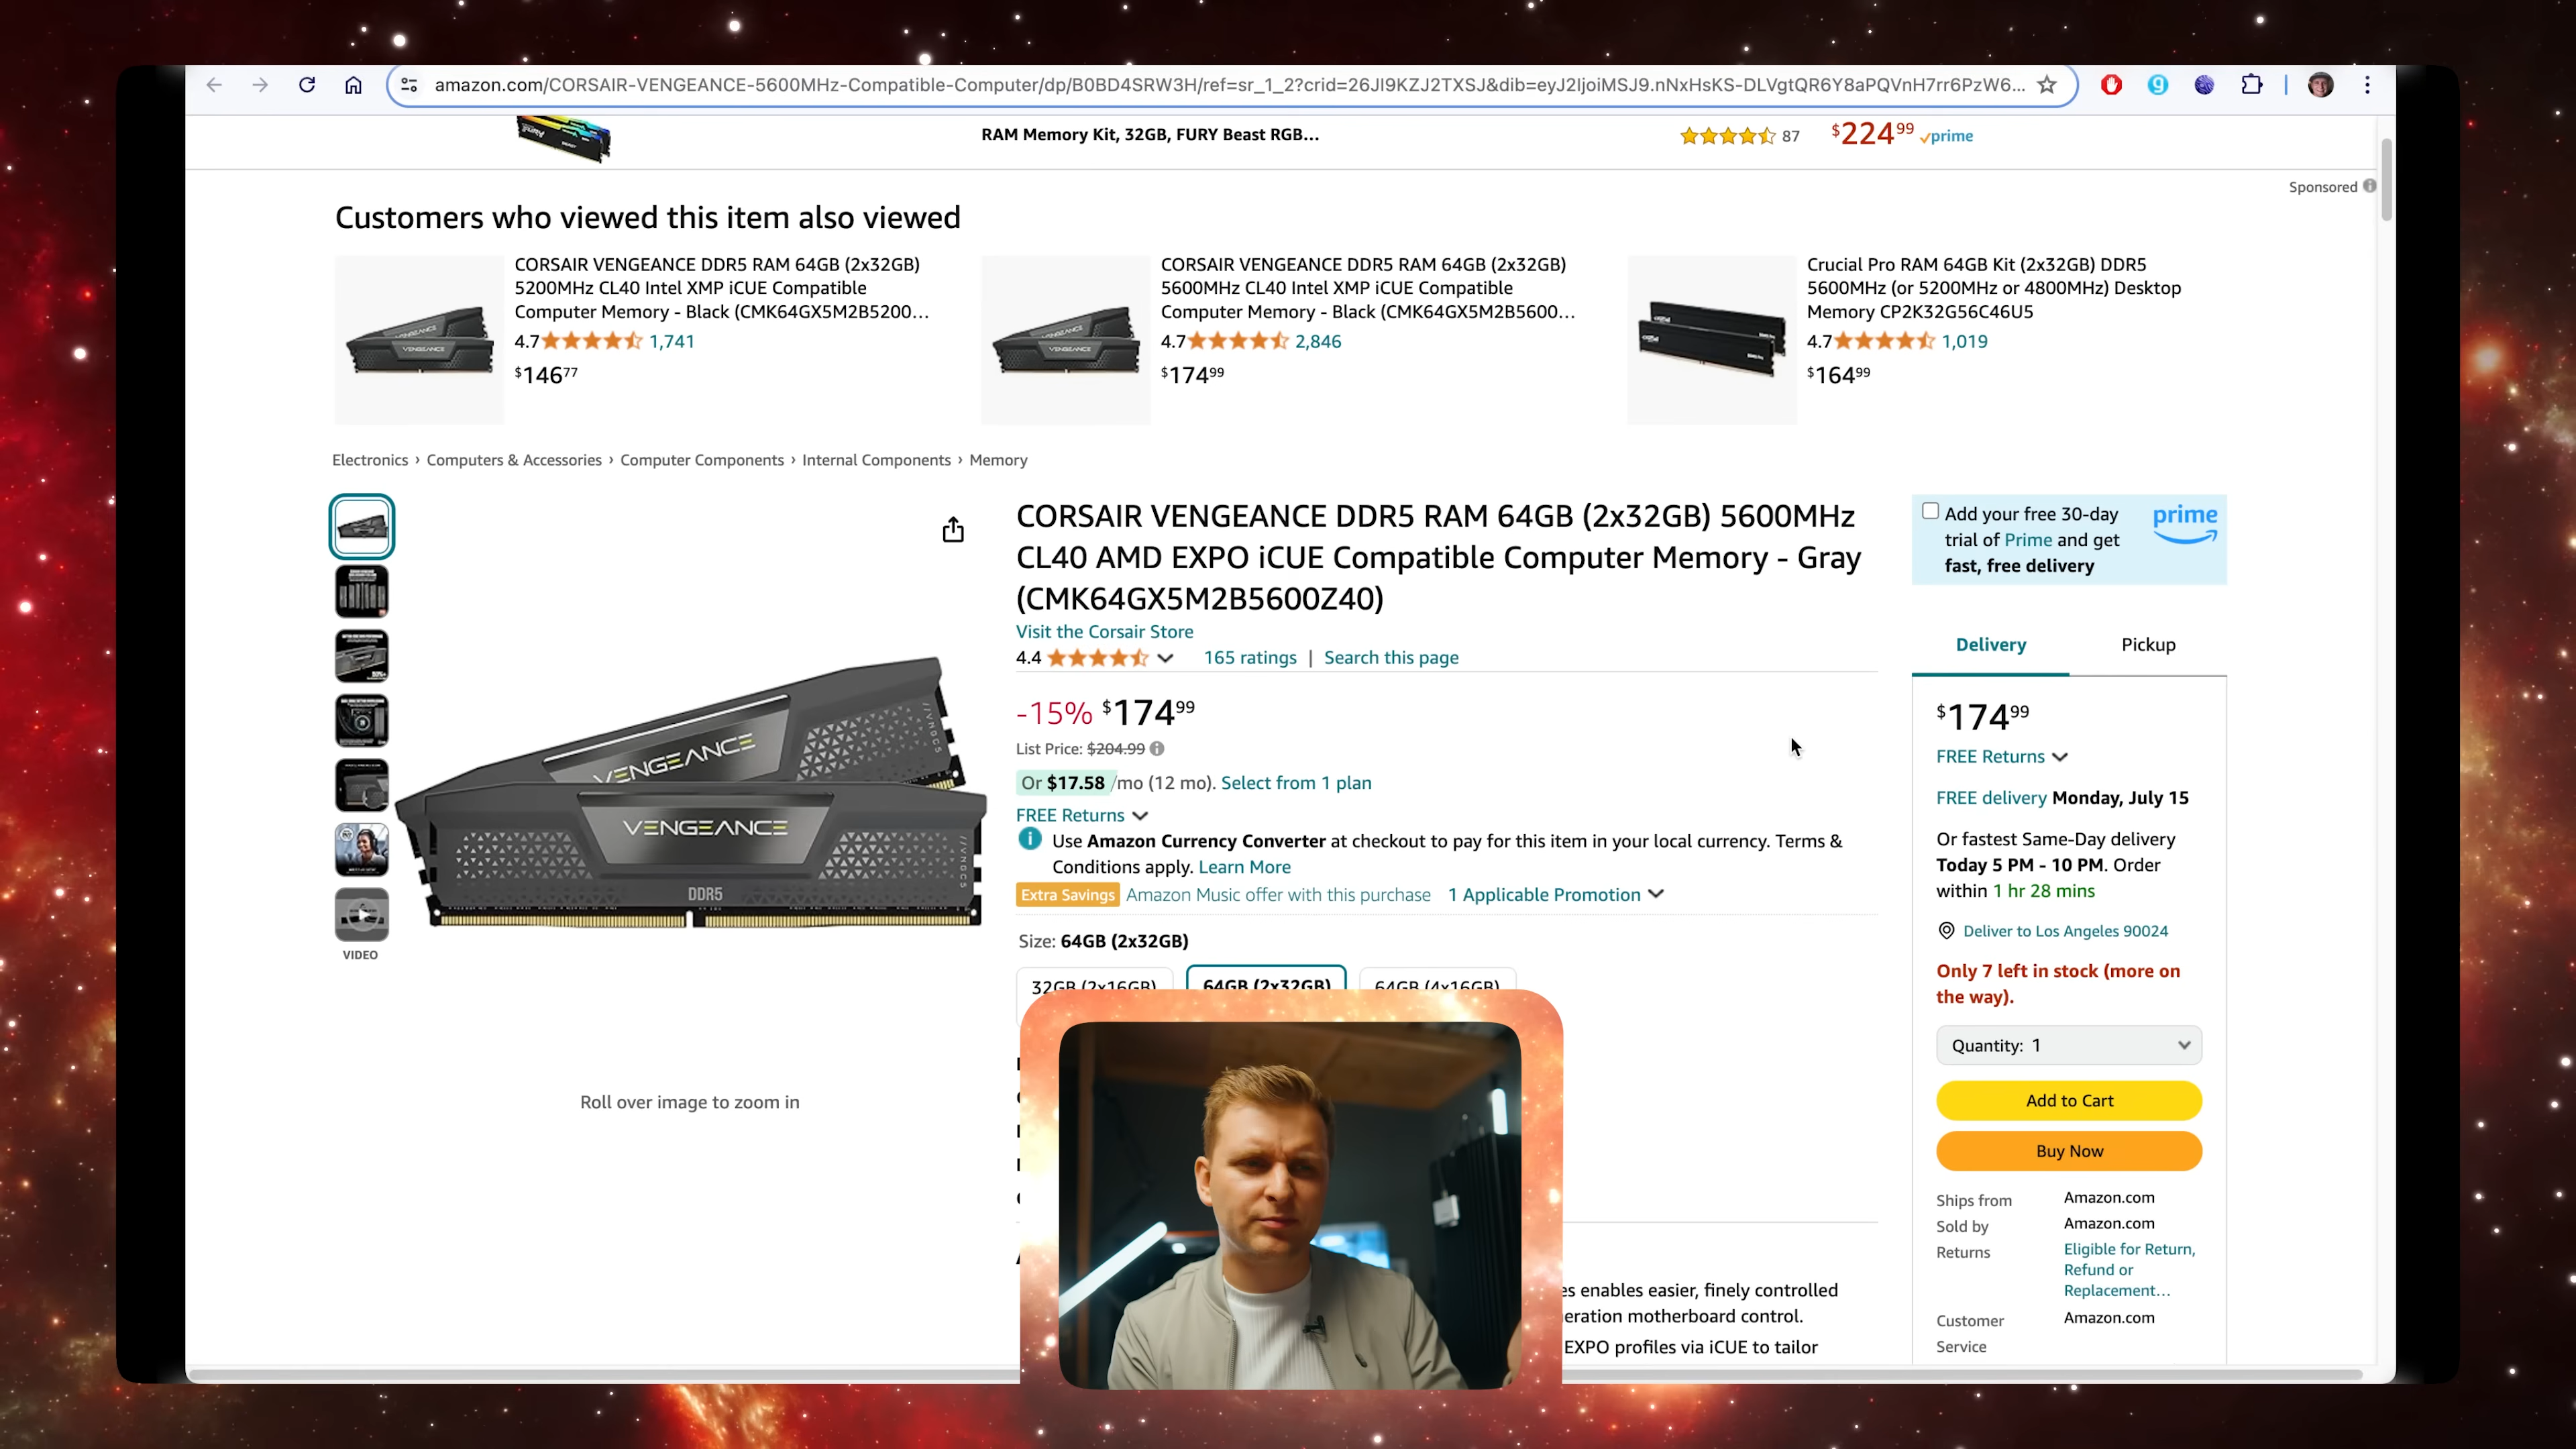 amazon.com/CORSAIR-VENGEANCE-5600MHz-Compatible-Computer/dp/B0BD4SRW3H/ref=sr_1_2?crid=26JI9KZJ2TXSJ&dib=eyJ2IjoiMSJ9.nNxHsKS-DLVgtQR6Y8aPQVnH7rr6PzW6...
RAM Memory Kit, 32GB, FURY Beast RGB...
87 $224.99 prime
Sponsored
Customers who viewed this item also viewed
CORSAIR VENGEANCE DDR5 RAM 64GB (2x32GB)
5200MHz CL40 Intel XMP iCUE Compatible
Computer Memory - Black (CMK64GX5M2B5200...
4.7 1,741
$146.77
CORSAIR VENGEANCE DDR5 RAM 64GB (2x32GB)
5600MHz CL40 Intel XMP iCUE Compatible
Computer Memory - Black (CMK64GX5M2B5600...
4.7 2,846
$174.99
Crucial Pro RAM 64GB Kit (2x32GB) DDR5
5600MHz (or 5200MHz or 4800MHz) Desktop
Memory CP2K32G56C46U5
4.7 1,019
$164.99
Electronics › Computers & Accessories › Computer Components › Internal Components › Memory
VENGEANCE
VENGEANCE
DDR5
VIDEO
Roll over image to zoom in
CORSAIR VENGEANCE DDR5 RAM 64GB (2x32GB) 5600MHz
CL40 AMD EXPO iCUE Compatible Computer Memory - Gray
(CMK64GX5M2B5600Z40)
Visit the Corsair Store
4.4 165 ratings | Search this page
-15% $174.99
List Price: $204.99
Or $17.58 /mo (12 mo). Select from 1 plan
FREE Returns
Use Amazon Currency Converter at checkout to pay for this item in your local currency. Terms &
Conditions apply. Learn More
Extra Savings Amazon Music offer with this purchase 1 Applicable Promotion
Size: 64GB (2x32GB)
32GB (2x16GB) 64GB (2x32GB) 64GB (4x16GB)
es enables easier, finely controlled
eration motherboard control.
EXPO profiles via iCUE to tailor
Add your free 30-day
trial of Prime and get
fast, free delivery
prime
Delivery Pickup
$174.99
FREE Returns
FREE delivery Monday, July 15
Or fastest Same-Day delivery
Today 5 PM - 10 PM. Order
within 1 hr 28 mins
Deliver to Los Angeles 90024
Only 7 left in stock (more on
the way).
Quantity: 1
Add to Cart
Buy Now
Ships from Amazon.com
Sold by Amazon.com
Returns Eligible for Return,
Refund or
Replacement...
Customer Amazon.com
Service